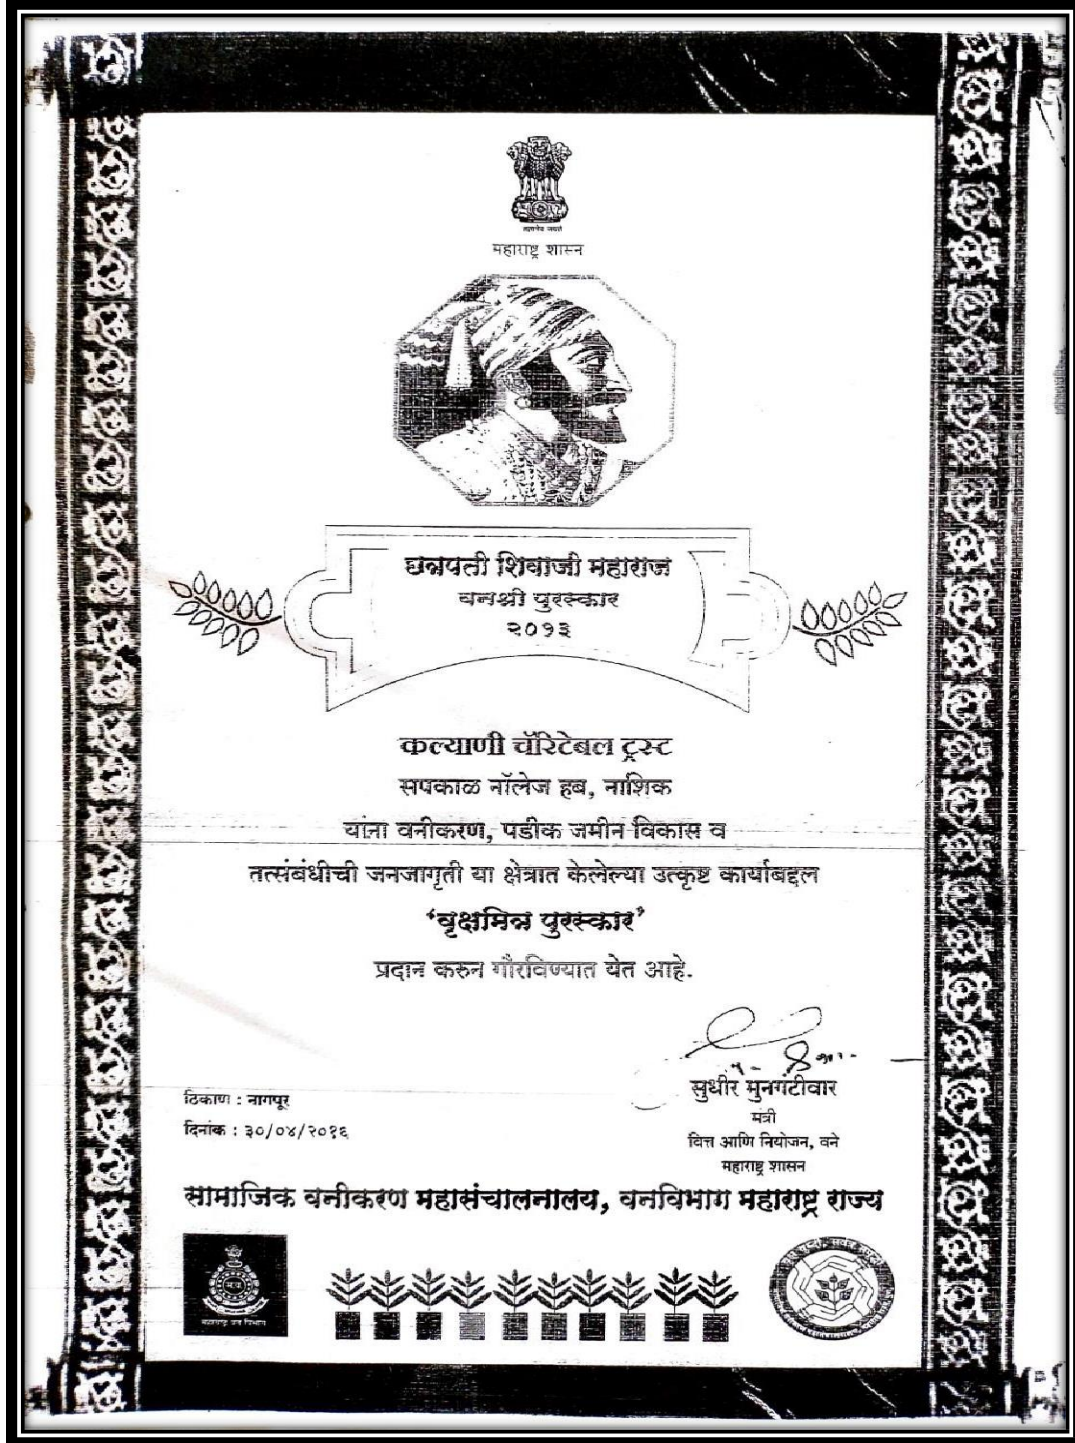 महाराष्ट्र शासन
छत्रपती शिवाजी महाराज
वनश्री पुरस्कार
२०१३
कल्याणी चॅरिटेबल ट्रस्ट
सपकाळ नॉलेज हब, नाशिक
यांना वनीकरण, पडीक जमीन विकास व
तत्संबंधीची जनजागृती या क्षेत्रात केलेल्या उत्कृष्ट कार्याबद्दल
‘वृक्षमित्र पुरस्कार’
प्रदान करुन गौरविण्यात येत आहे.
सुधीर मुनगंटीवार
मंत्री
वित्त आणि नियोजन, वने
महाराष्ट्र शासन
ठिकाण : नागपूर
दिनांक : ३०/०४/२०१६
सामाजिक वनीकरण महासंचालनालय, वनविभाग महाराष्ट्र राज्य
महाराष्ट्र वन विभाग